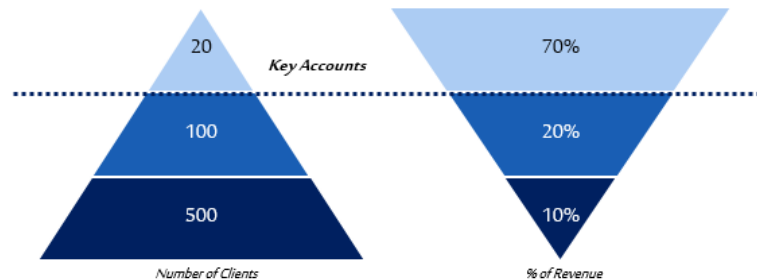 20
70%
Key Accounts
100
20%
500
10%
Number of Clients
% of Revenue